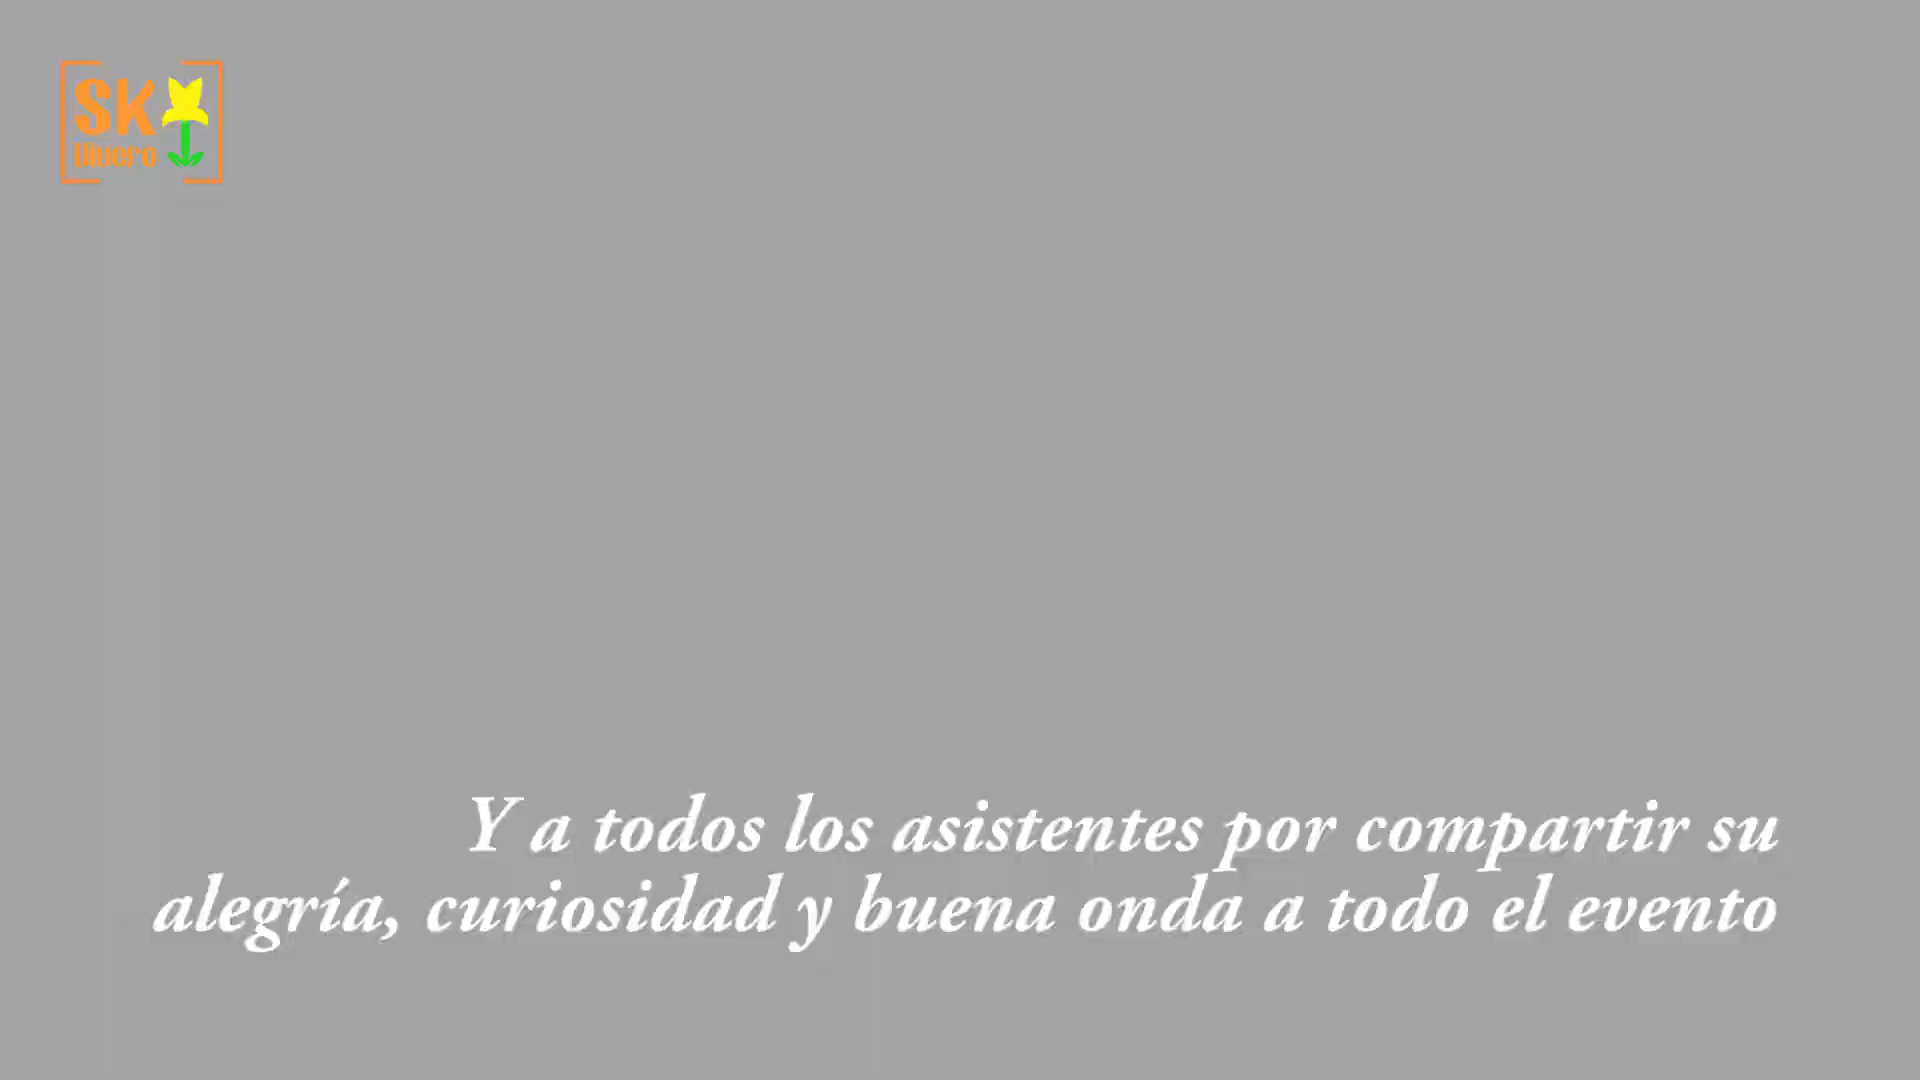 SK
Vivero
Y a todos los asistentes por compartir su
alegría, curiosidad y buena onda a todo el evento